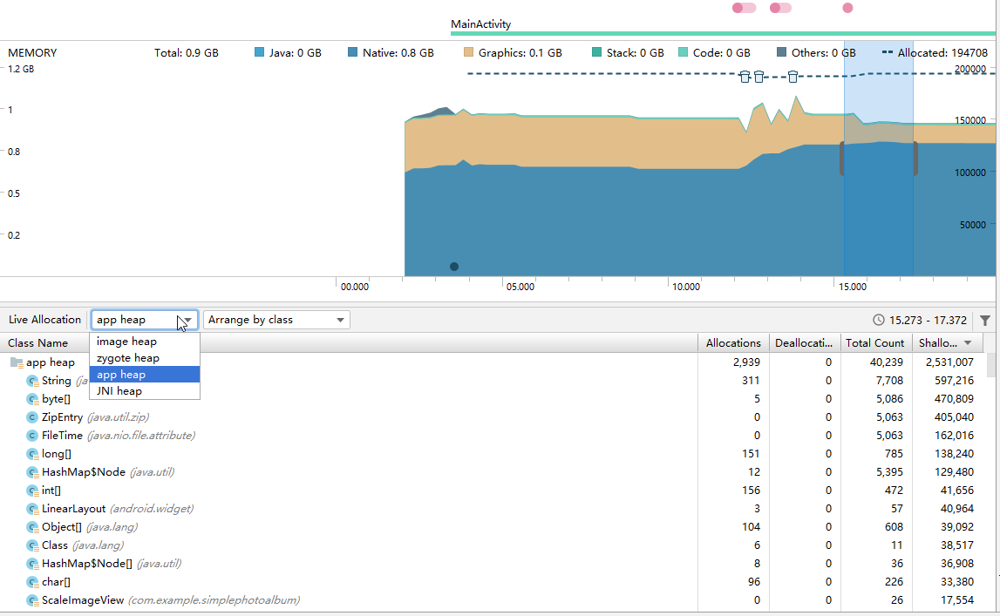 MainActivity
MEMORY Total: 0.9 GB Java: 0 GB Native: 0.8 GB Graphics: 0.1 GB Stack: 0 GB Code: 0 GB Others: 0 GB Allocated: 194708
1.2 GB 200000
1 150000
0.8
100000
0.5
50000
0.2
00.000 05.000 10.000 15.000
Live Allocation app heap Arrange by class 15.273 - 17.372
Class Name Allocations Deallocati... Total Count Shallo...
image heap
zygote heap
app heap
JNI heap
app heap 2,939 0 40,239 2,531,007
String (ja 311 0 7,708 597,216
byte[] 5 0 5,086 470,809
ZipEntry (java.util.zip) 0 0 5,063 405,040
FileTime (java.nio.file.attribute) 0 0 5,063 162,016
long[] 151 0 785 138,240
HashMap$Node (java.util) 12 0 5,395 129,480
int[] 156 0 472 41,656
LinearLayout (android.widget) 3 0 57 40,964
Object[] (java.lang) 104 0 608 39,092
Class (java.lang) 6 0 11 38,517
HashMap$Node[] (java.util) 8 0 36 36,908
char[] 96 0 226 33,380
ScaleImageView (com.example.simplephotoalbum) 0 0 26 17,554